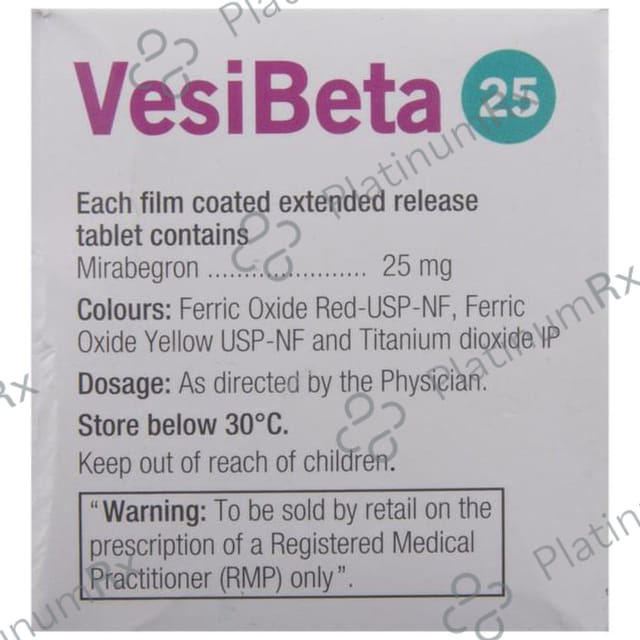 VesiBeta 25
Each film coated extended release
tablet contains
Mirabegron ...................... 25 mg
Colours: Ferric Oxide Red-USP-NF, Ferric
Oxide Yellow USP-NF and Titanium dioxide IP
Dosage: As directed by the Physician.
Store below 30°C.
Keep out of reach of children.
“Warning: To be sold by retail on the
prescription of a Registered Medical
Practitioner (RMP) only”.
PlatinumRx
PlatinumRx
PlatinumRx